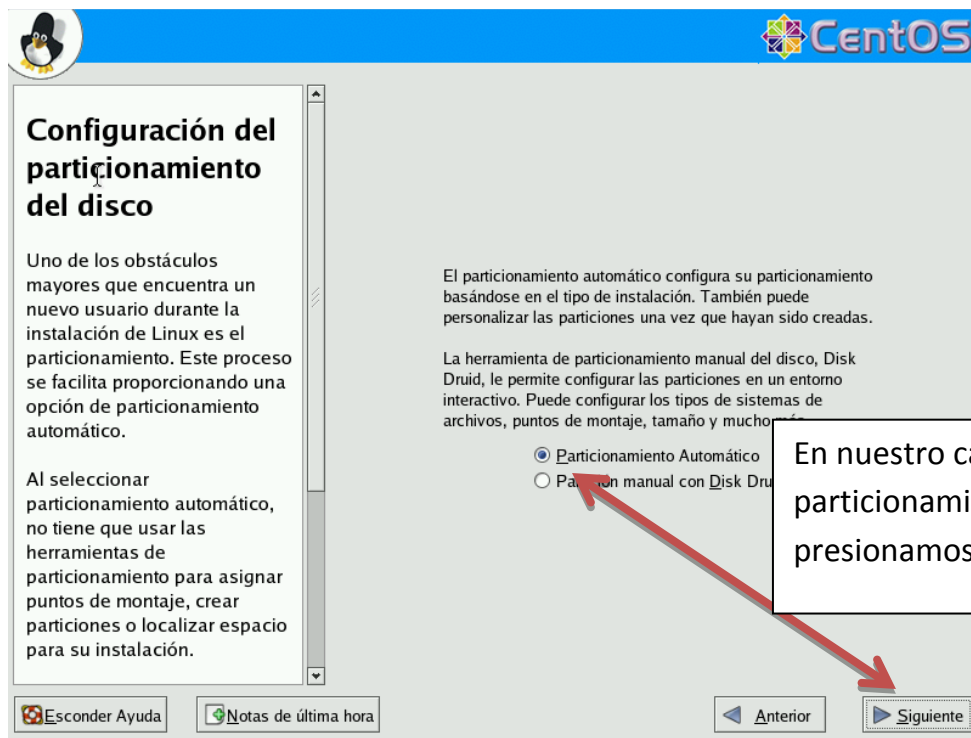 CentOS
Configuración del
particionamiento
del disco
Uno de los obstáculos
mayores que encuentra un
nuevo usuario durante la
instalación de Linux es el
particionamiento. Este proceso
se facilita proporcionando una
opción de particionamiento
automático.
Al seleccionar
particionamiento automático,
no tiene que usar las
herramientas de
particionamiento para asignar
puntos de montaje, crear
particiones o localizar espacio
para su instalación.
El particionamiento automático configura su particionamiento
basándose en el tipo de instalación. También puede
personalizar las particiones una vez que hayan sido creadas.
La herramienta de particionamiento manual del disco, Disk
Druid, le permite configurar las particiones en un entorno
interactivo. Puede configurar los tipos de sistemas de
archivos, puntos de montaje, tamaño y mucho
Particionamiento Automático
manual con Disk
En nuestro
presionamos
Esconder Ayuda
Notas de última hora
Anterior
Siguiente